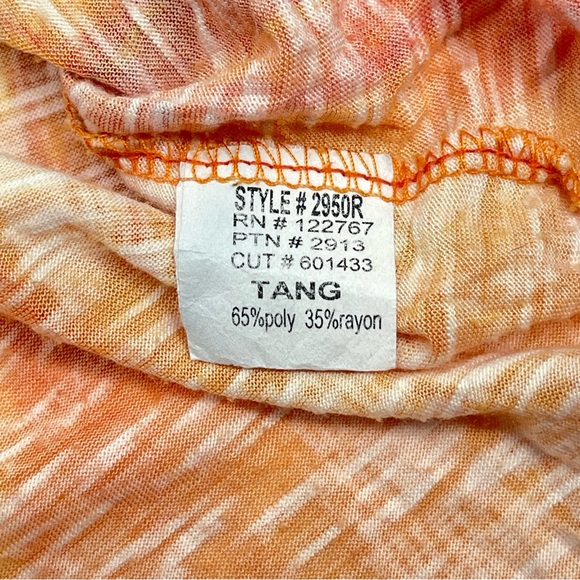 STYLE # 2950R
RN # 122767
PTN # 2913
CUT # 601433
TANG
65%poly 35%rayon